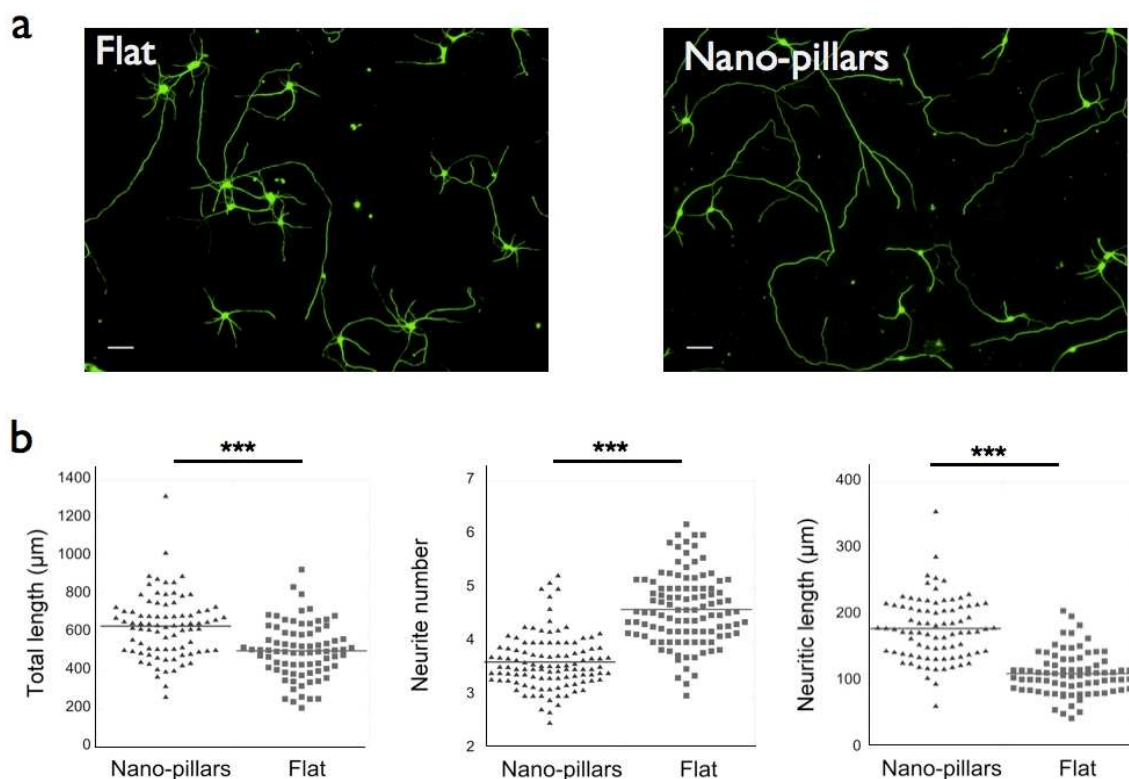 a
Flat
Nano-pillars
b
***
***
***
Total length (µm)
1400
1200
1000
800
600
400
200
0
Nano-pillars Flat
Neurite number
7
6
5
4
3
2
Nano-pillars Flat
Neuritic length (µm)
400
300
200
100
0
Nano-pillars Flat